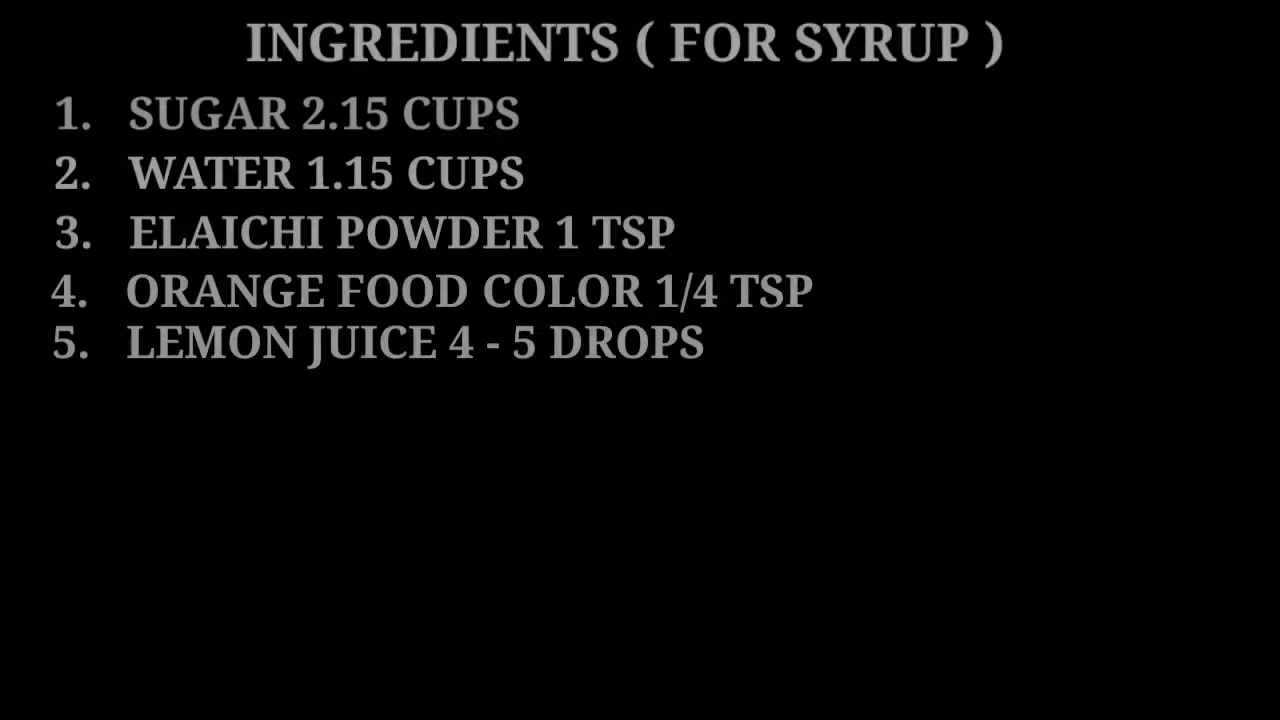 INGREDIENTS ( FOR SYRUP )
1. SUGAR 2.15 CUPS
2. WATER 1.15 CUPS
3. ELAICHI POWDER 1 TSP
4. ORANGE FOOD COLOR 1/4 TSP
5. LEMON JUICE 4 - 5 DROPS